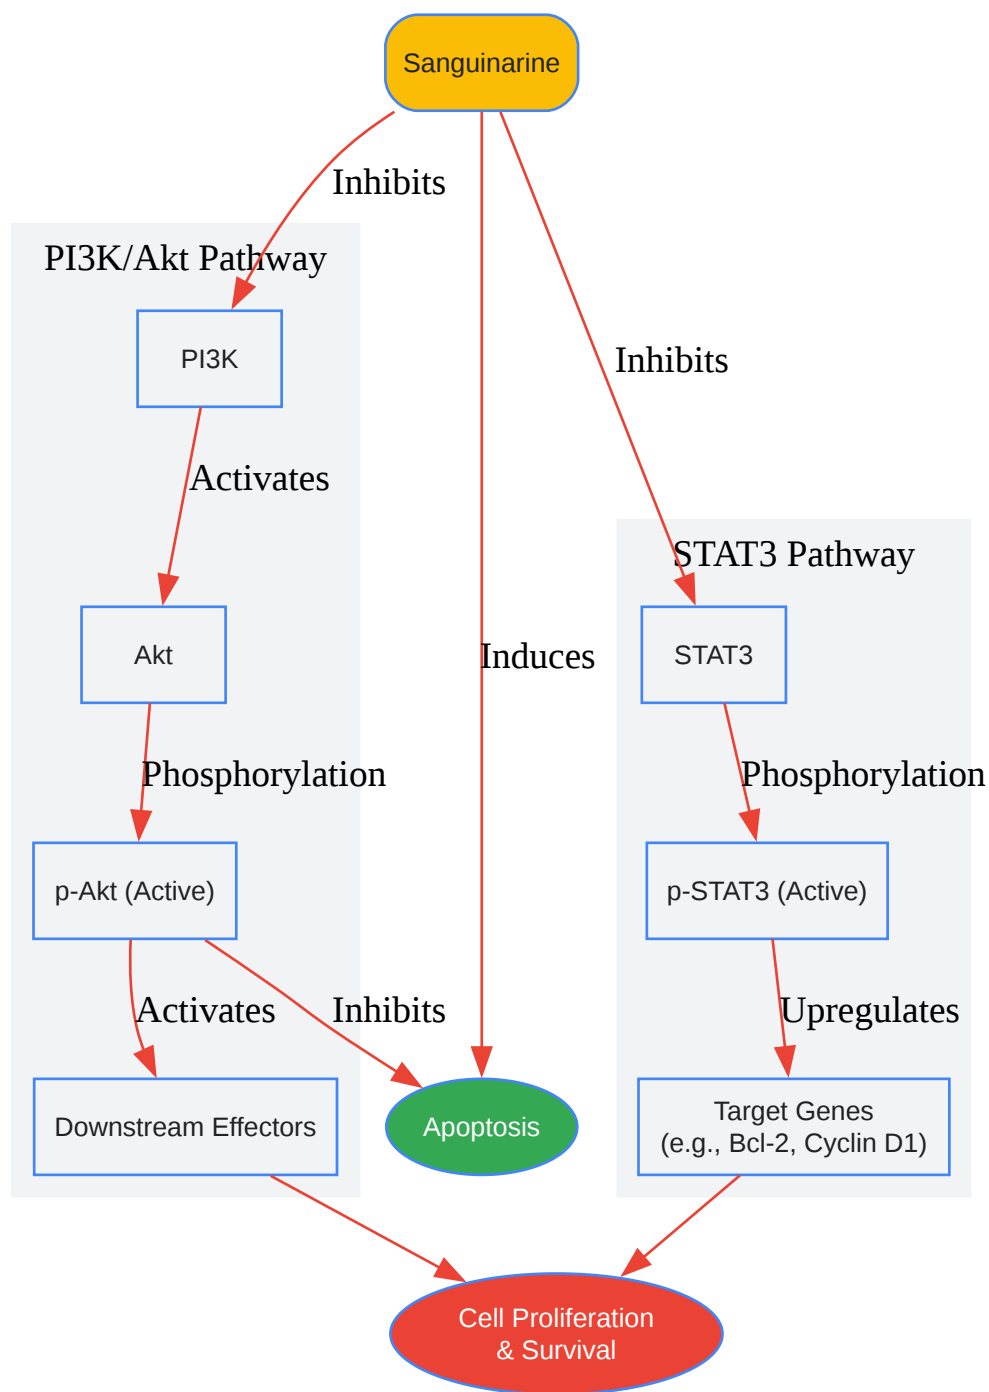 Sanguinarine
Inhibits
PI3K/Akt Pathway
PI3K
Inhibits
Activates
STAT3 Pathway
Akt
Induces
STAT3
Phosphorylation
Phosphorylation
p-Akt (Active)
p-STAT3 (Active)
Activates
Inhibits
Upregulates
Downstream Effectors
Apoptosis
Target Genes
(e.g., Bcl-2, Cyclin D1)
Cell Proliferation
& Survival